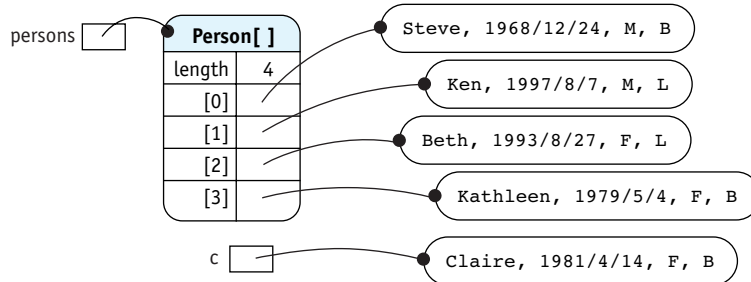 persons
Person[ ]
Steve, 1968/12/24, M, B
length 4
[0]
Ken, 1997/8/7, M, L
[1]
Beth, 1993/8/27, F, L
[2]
[3]
Kathleen, 1979/5/4, F, B
c
Claire, 1981/4/14, F, B